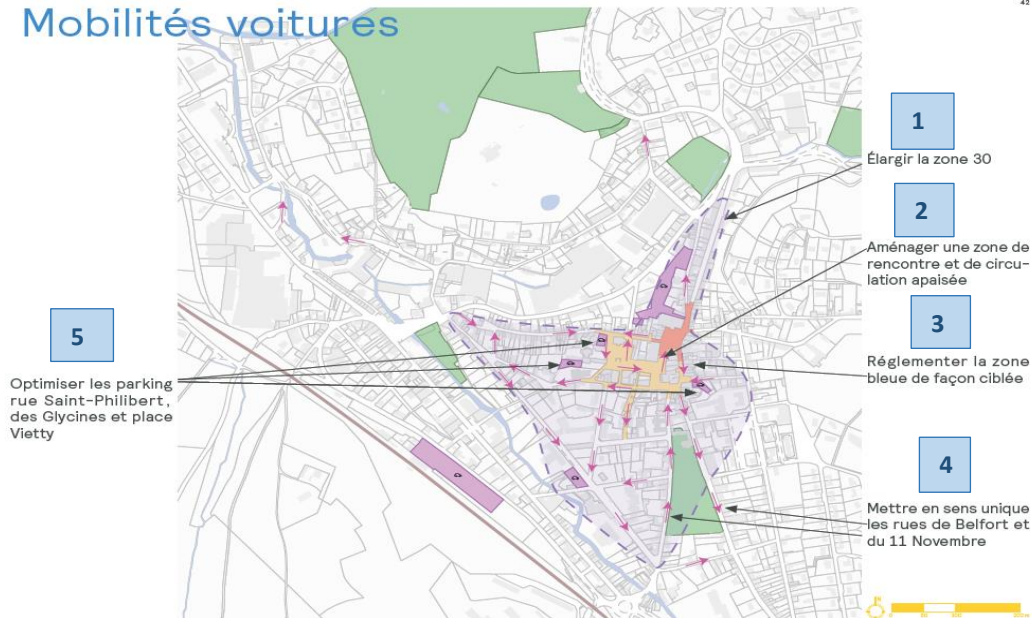 Mobilités voitures
42
1
Élargir la zone 30
2
Aménager une zone de
rencontre et de circu-
lation apaisée
3
Réglementer la zone
bleue de façon ciblée
4
Mettre en sens unique
les rues de Belfort et
du 11 Novembre
5
Optimiser les parking
rue Saint-Philibert,
des Glycines et place
Vietty